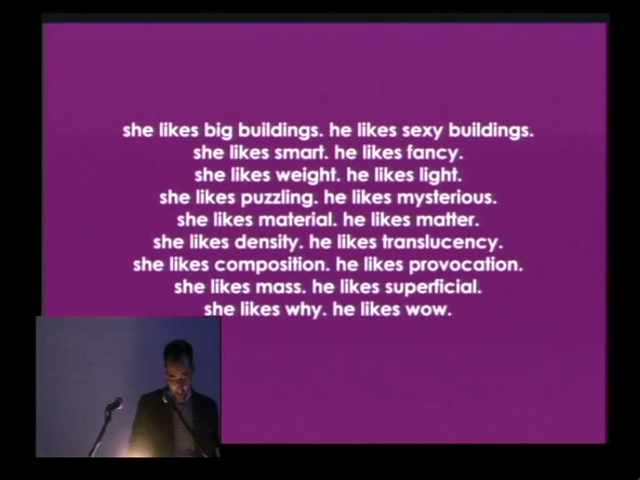 she likes big buildings. he likes sexy buildings.
she likes smart. he likes fancy.
she likes weight. he likes light.
she likes puzzling. he likes mysterious.
she likes material. he likes matter.
she likes density. he likes translucency.
she likes composition. he likes provocation.
she likes mass. he likes superficial.
she likes why. he likes wow.